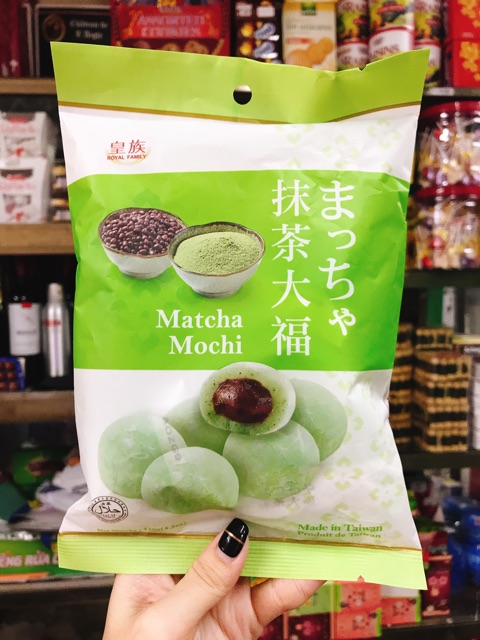 皇族
ROYAL FAMILY
まっちゃ
抹茶大福
Matcha
Mochi
HALAL
Made in Taiwan
Produit de Taiwan